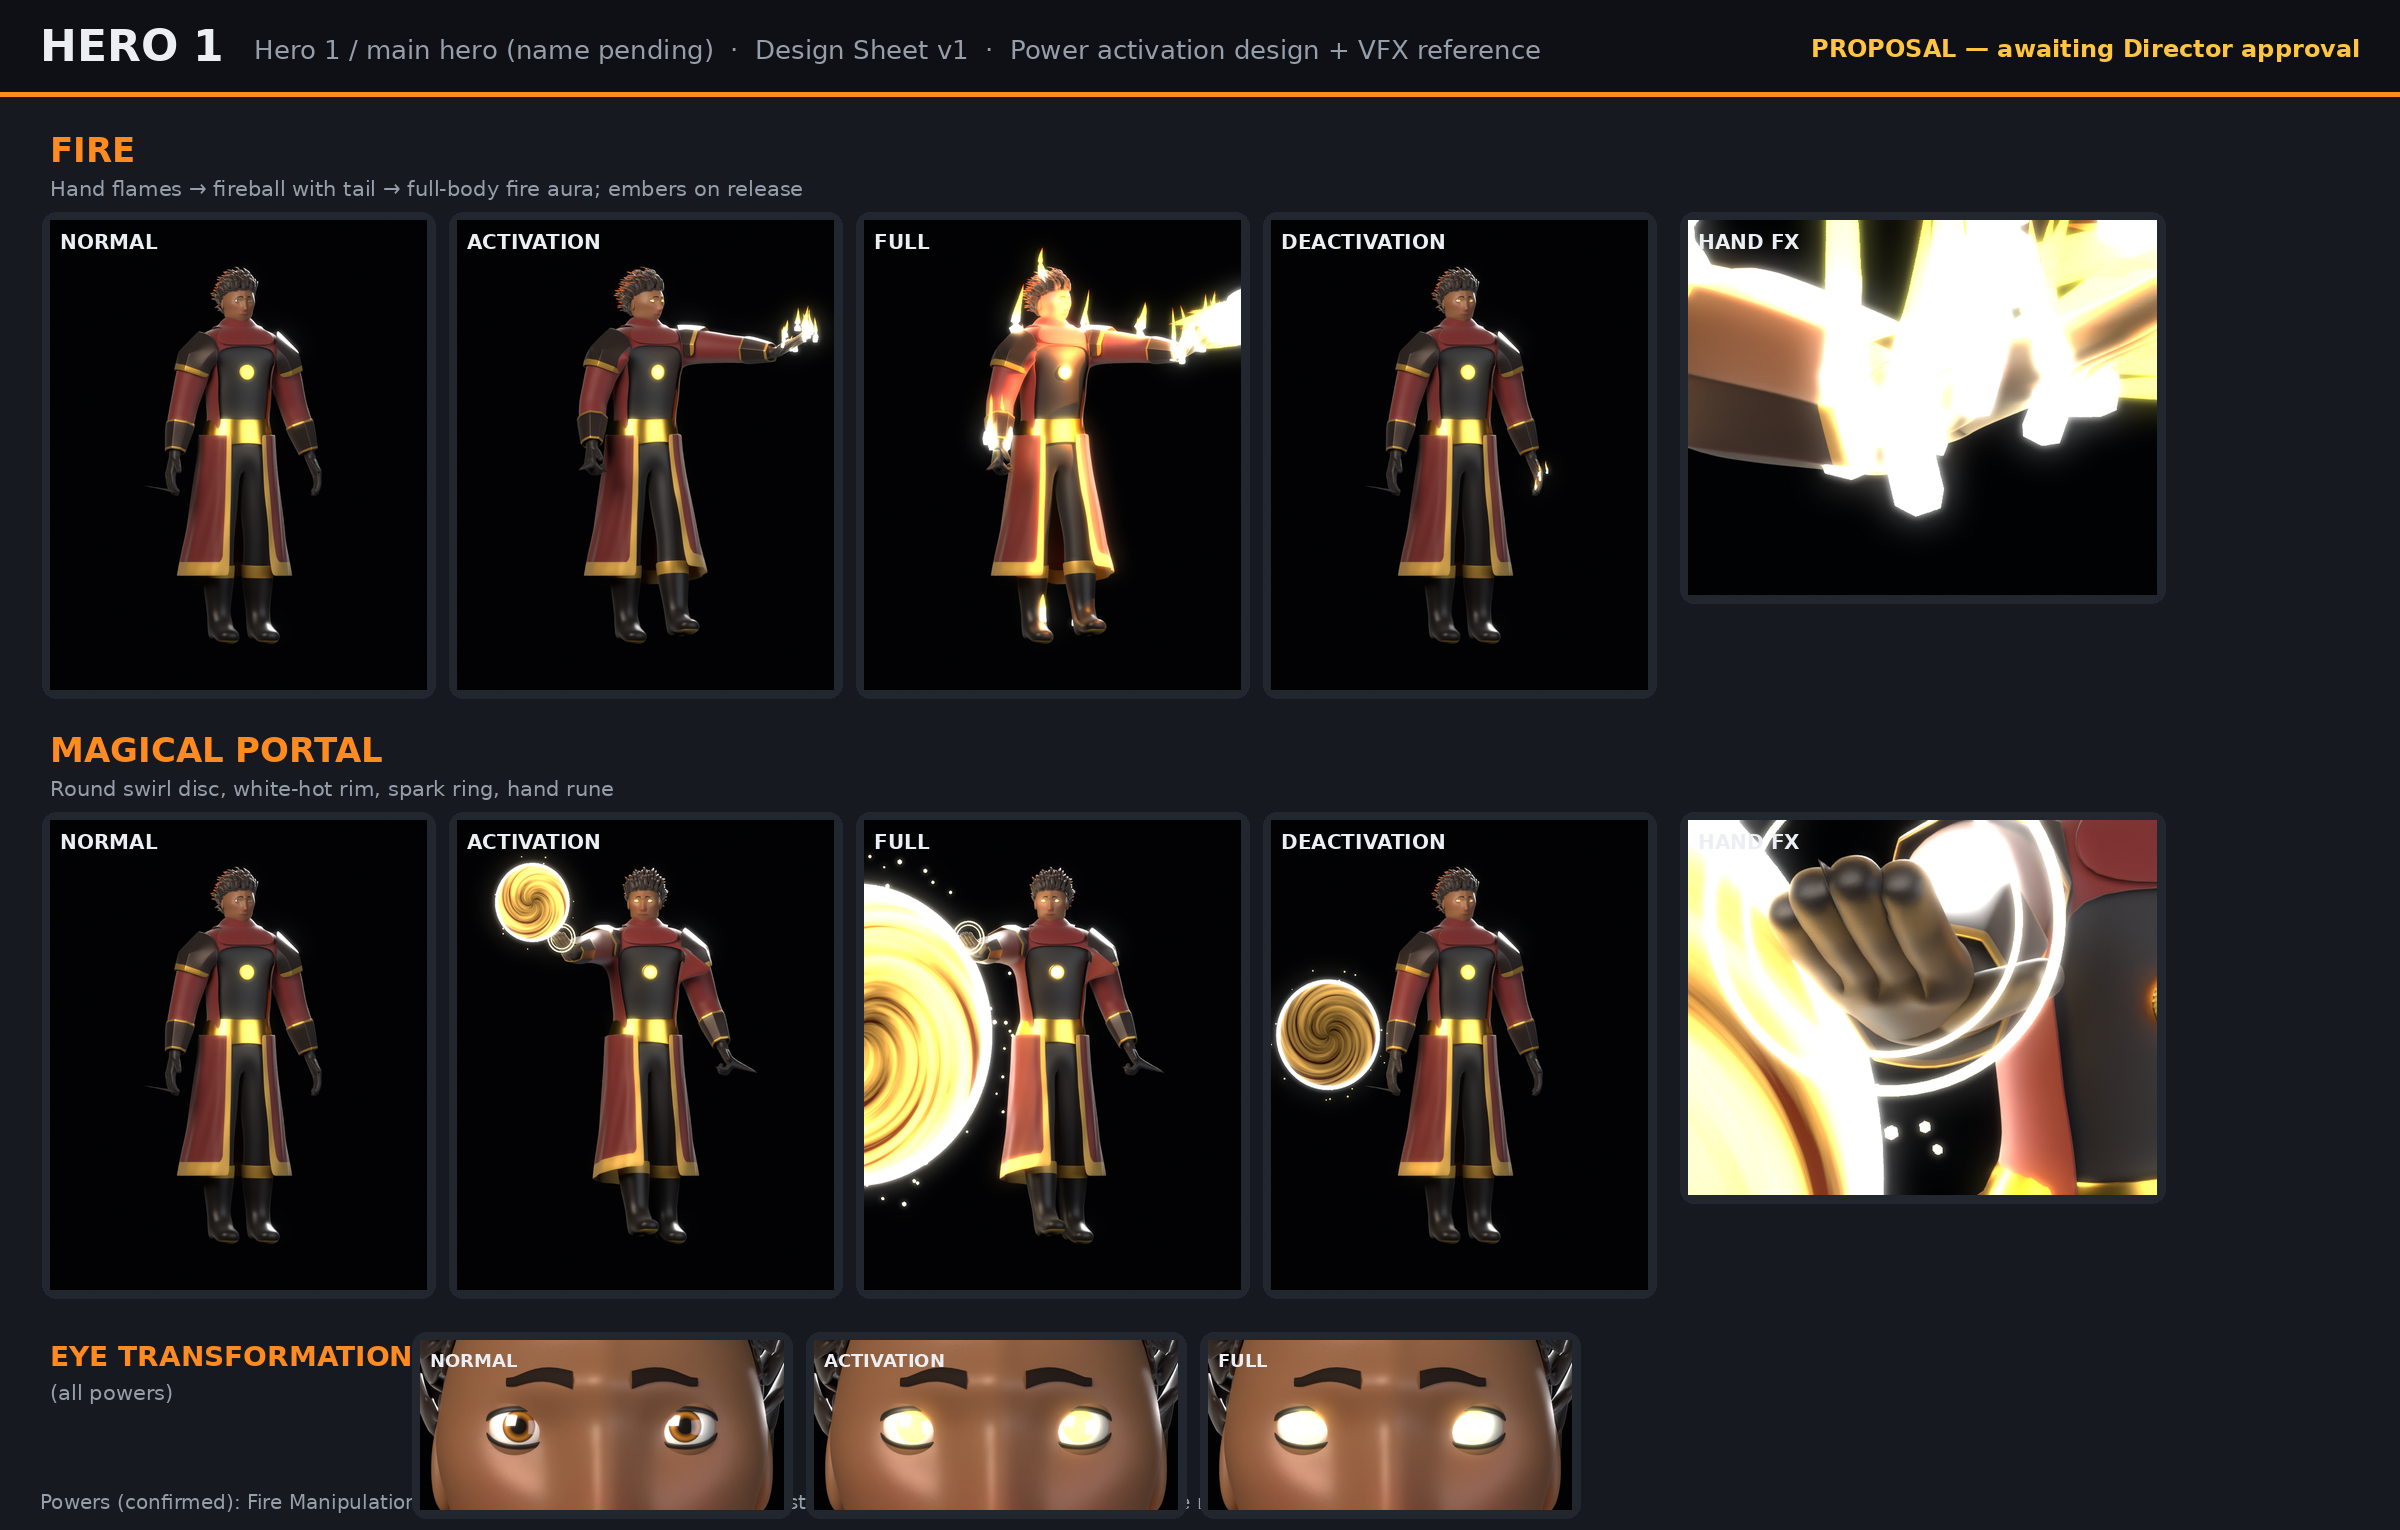 HERO 1 Hero 1 / main hero (name pending) · Design Sheet v1 · Power activation design + VFX reference PROPOSAL — awaiting Director approval
FIRE
Hand flames → fireball with tail → full-body fire aura; embers on release
NORMAL ACTIVATION FULL DEACTIVATION HAND FX
MAGICAL PORTAL
Round swirl disc, white-hot rim, spark ring, hand rune
NORMAL ACTIVATION FULL DEACTIVATION HAND FX
EYE TRANSFORMATION NORMAL ACTIVATION FULL
(all powers)
Powers (confirmed): Fire Manipulation